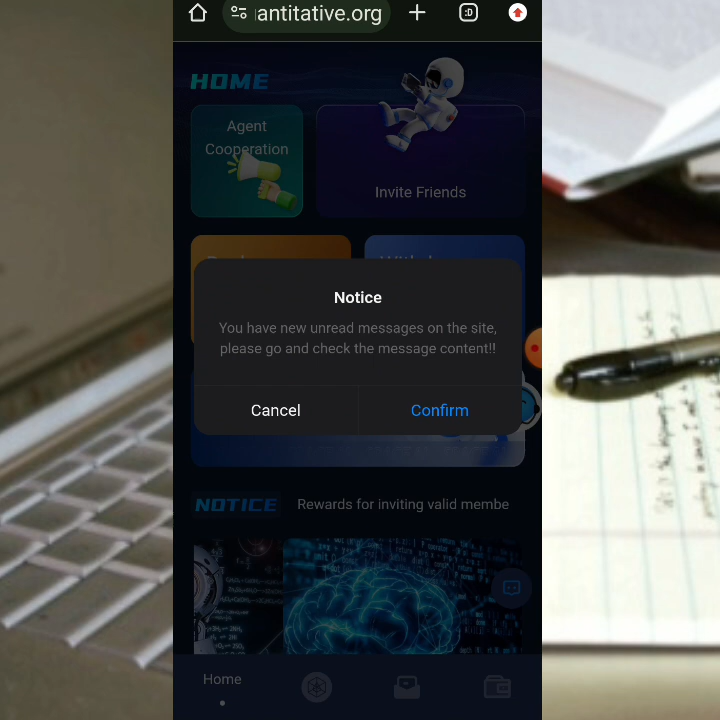 antitative.org
:D
HOME
Agent
Cooperation
Invite Friends
Notice
You have new unread messages on the site,
please go and check the message content!!
Cancel
Confirm
NOTICE
Rewards for inviting valid membe
Home